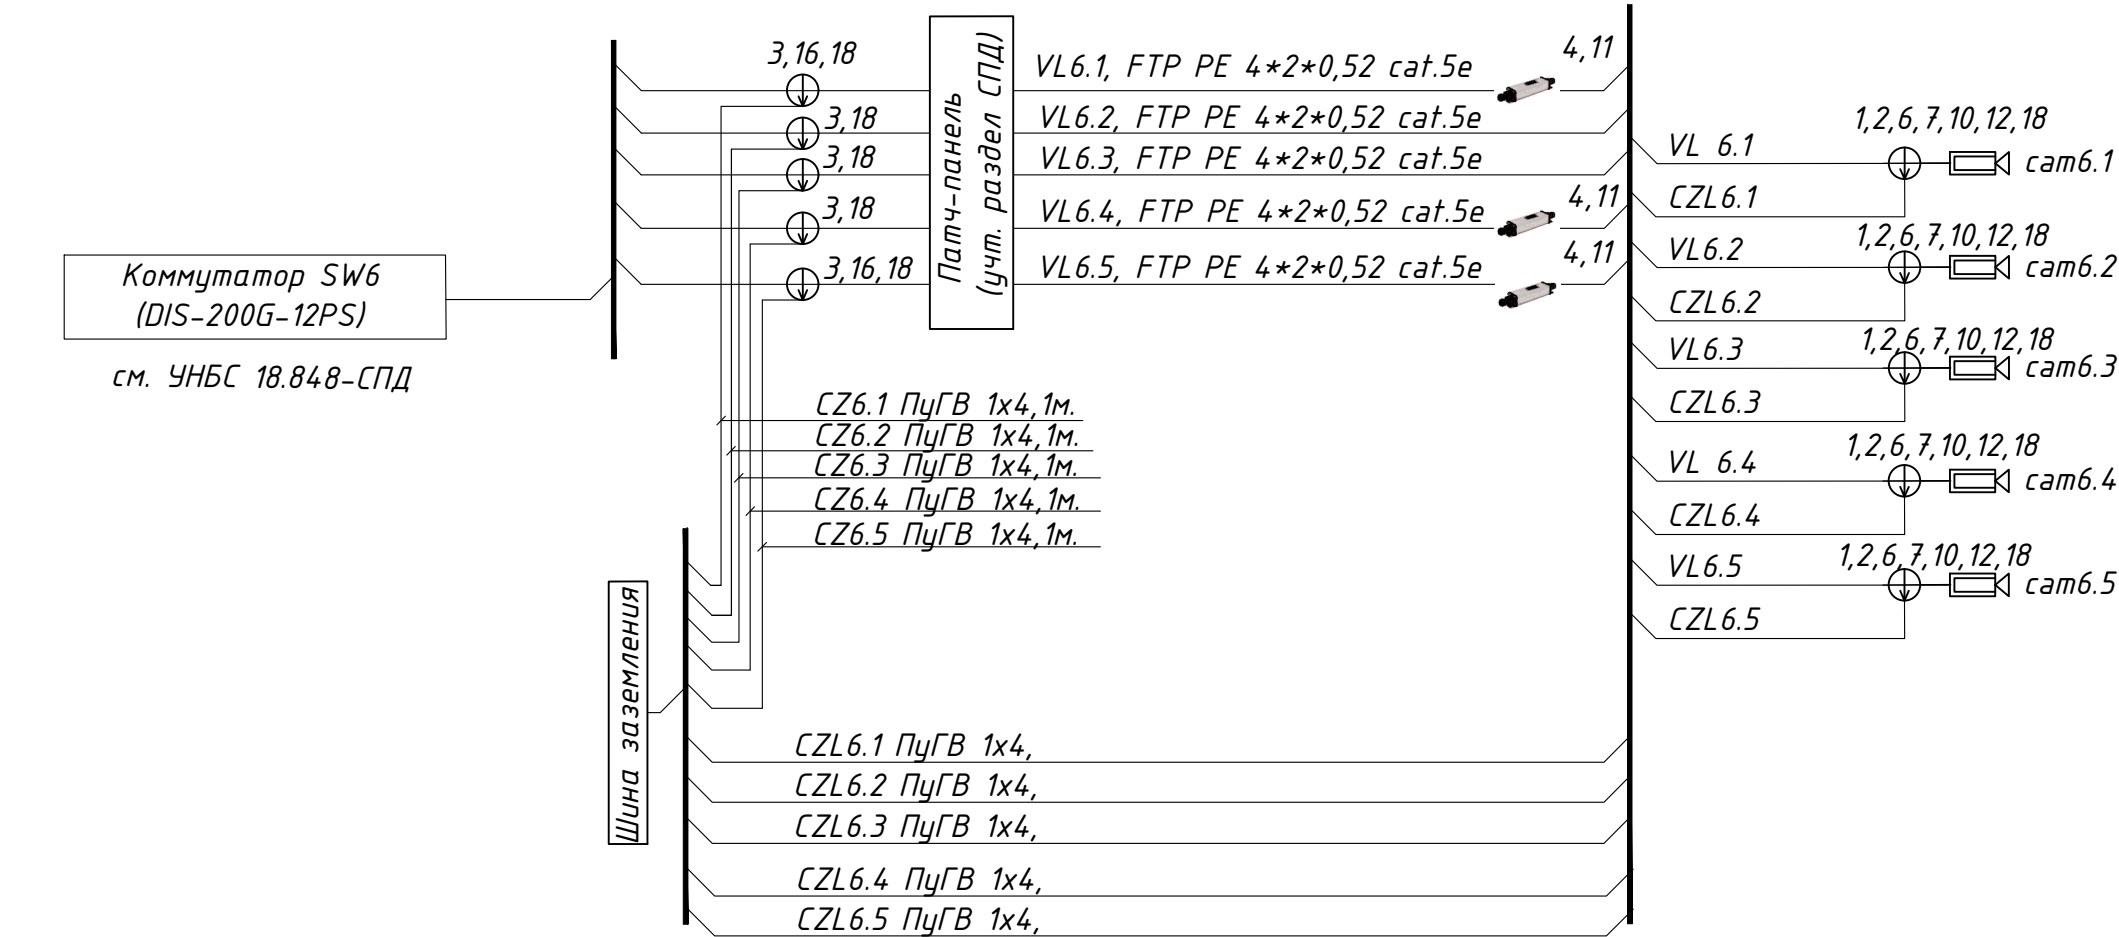 3,16,18
3,18
3,18
3,18
3,16,18
Патч-панель
(учт. раздел СПД)
VL6.1, FTP PE 4*2*0,52 cat.5e
VL6.2, FTP PE 4*2*0,52 cat.5e
VL6.3, FTP PE 4*2*0,52 cat.5e
VL6.4, FTP PE 4*2*0,52 cat.5e
VL6.5, FTP PE 4*2*0,52 cat.5e
4,11
4,11
4,11
Коммутатор SW6
(DIS-200G-12PS)
см. УНБС 18.848-СПД
VL 6.1
1,2,6,7,10,12,18
cam6.1
CZL6.1
VL6.2
1,2,6,7,10,12,18
cam6.2
CZL6.2
VL6.3
1,2,6,7,10,12,18
cam6.3
CZL6.3
VL 6.4
1,2,6,7,10,12,18
cam6.4
CZL6.4
VL6.5
1,2,6,7,10,12,18
cam6.5
CZL6.5
CZ6.1 ПуГВ 1х4,1м.
CZ6.2 ПуГВ 1х4,1м.
CZ6.3 ПуГВ 1х4,1м.
CZ6.4 ПуГВ 1х4,1м.
CZ6.5 ПуГВ 1х4,1м.
Шина заземления
CZL6.1 ПуГВ 1х4,
CZL6.2 ПуГВ 1х4,
CZL6.3 ПуГВ 1х4,
CZL6.4 ПуГВ 1х4,
CZL6.5 ПуГВ 1х4,